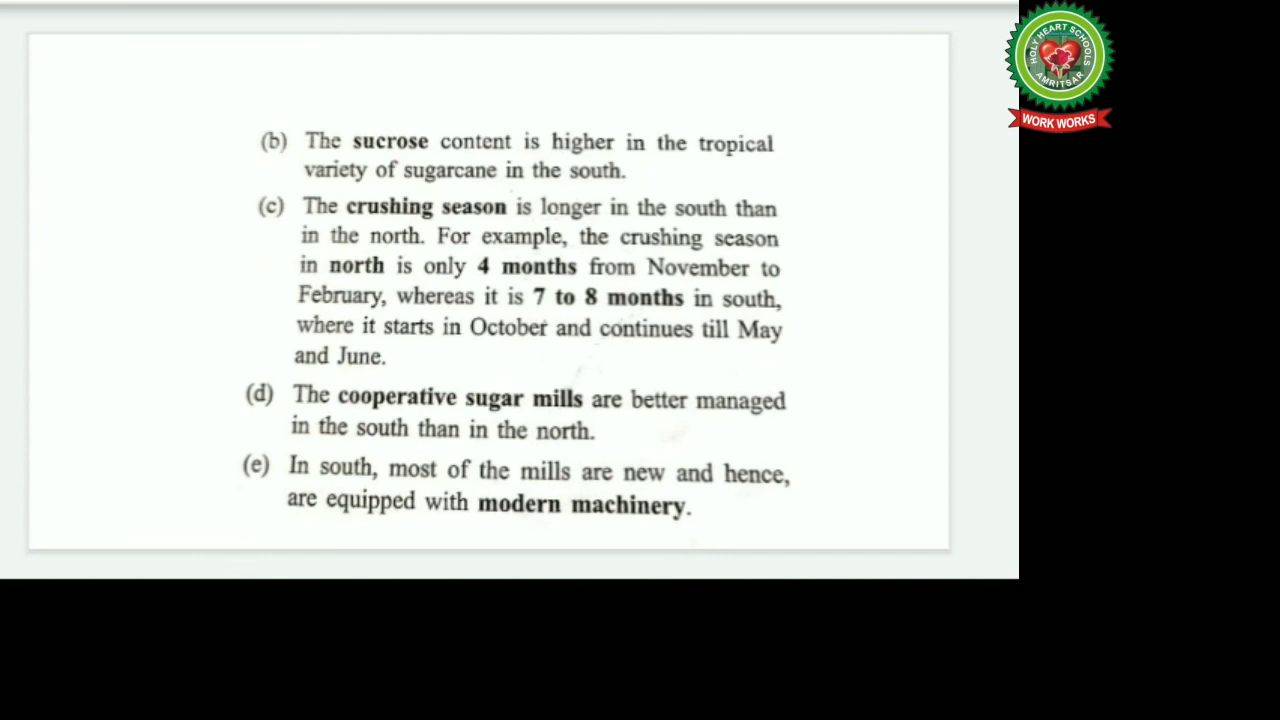 (b) The sucrose content is higher in the tropical
variety of sugarcane in the south.
(c) The crushing season is longer in the south than
in the north. For example, the crushing season
in north is only 4 months from November to
February, whereas it is 7 to 8 months in south,
where it starts in October and continues till May
and June.
(d) The cooperative sugar mills are better managed
in the south than in the north.
(e) In south, most of the mills are new and hence,
are equipped with modern machinery.
HOLY HEART SCHOOLS
AMRITSAR
WORK WORKS